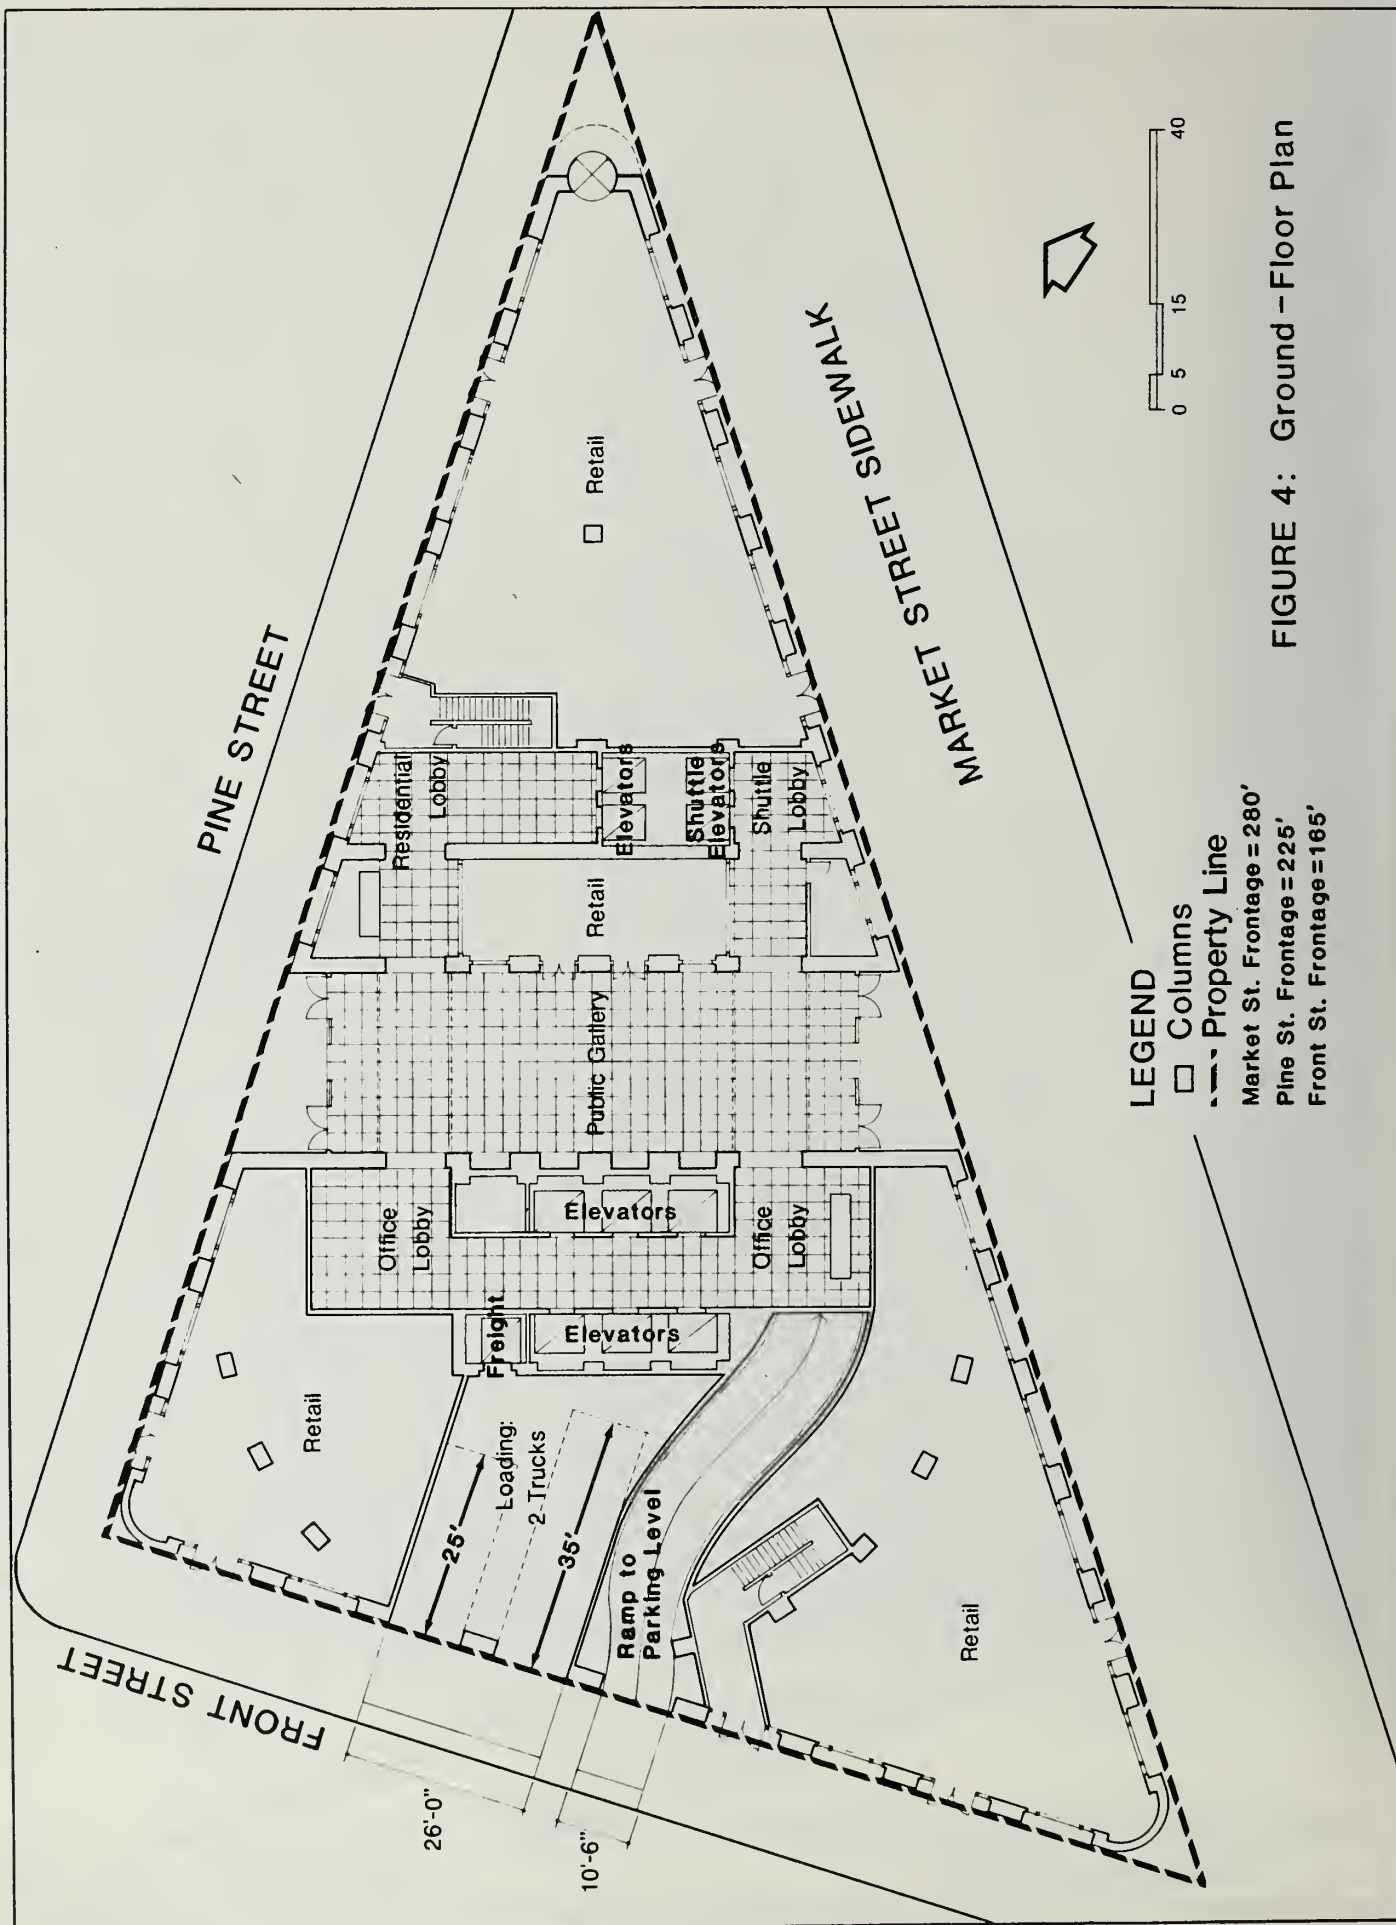 PINE STREET
FRONT STREET
MARKET STREET SIDEWALK
Retail
Residential
Lobby
Elevators
Shuttle
Elevators
Shuttle
Lobby
Retail
Public Gallery
Office
Lobby
Elevators
Office
Lobby
Freight
Elevators
Retail
Loading:
2 Trucks
25'
35'
Ramp to
Parking Level
Retail
26'-0"
10'-6"
LEGEND
Columns
Property Line
Market St. Frontage=280'
Pine St. Frontage=225'
Front St. Frontage=165'
0 5 15 40
FIGURE 4: Ground-Floor Plan